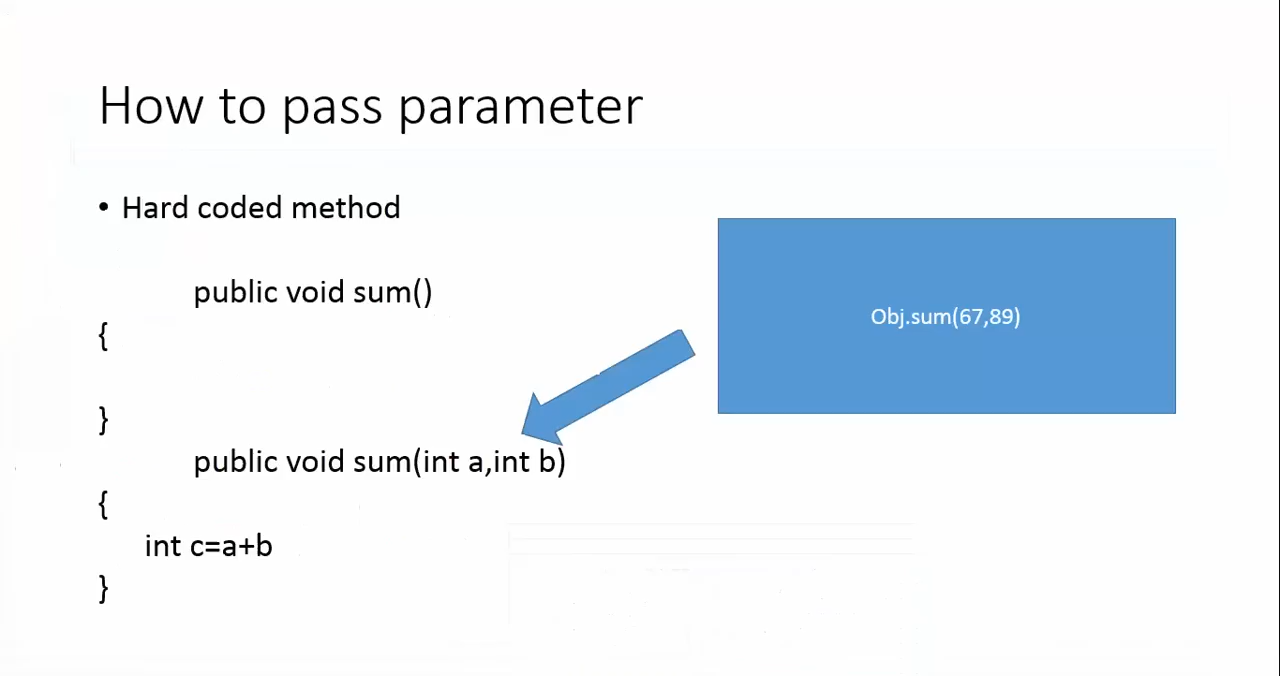 How to pass parameter
• Hard coded method
public void sum()
{
}
public void sum(int a,int b)
{
int c=a+b
}
Obj.sum(67,89)